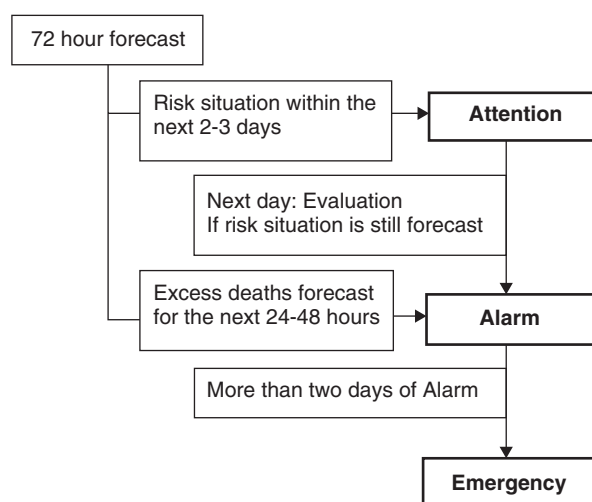 72 hour forecast
Risk situation within the
next 2-3 days
Attention
Next day: Evaluation
If risk situation is still forecast
Excess deaths forecast
for the next 24-48 hours
Alarm
More than two days of Alarm
Emergency